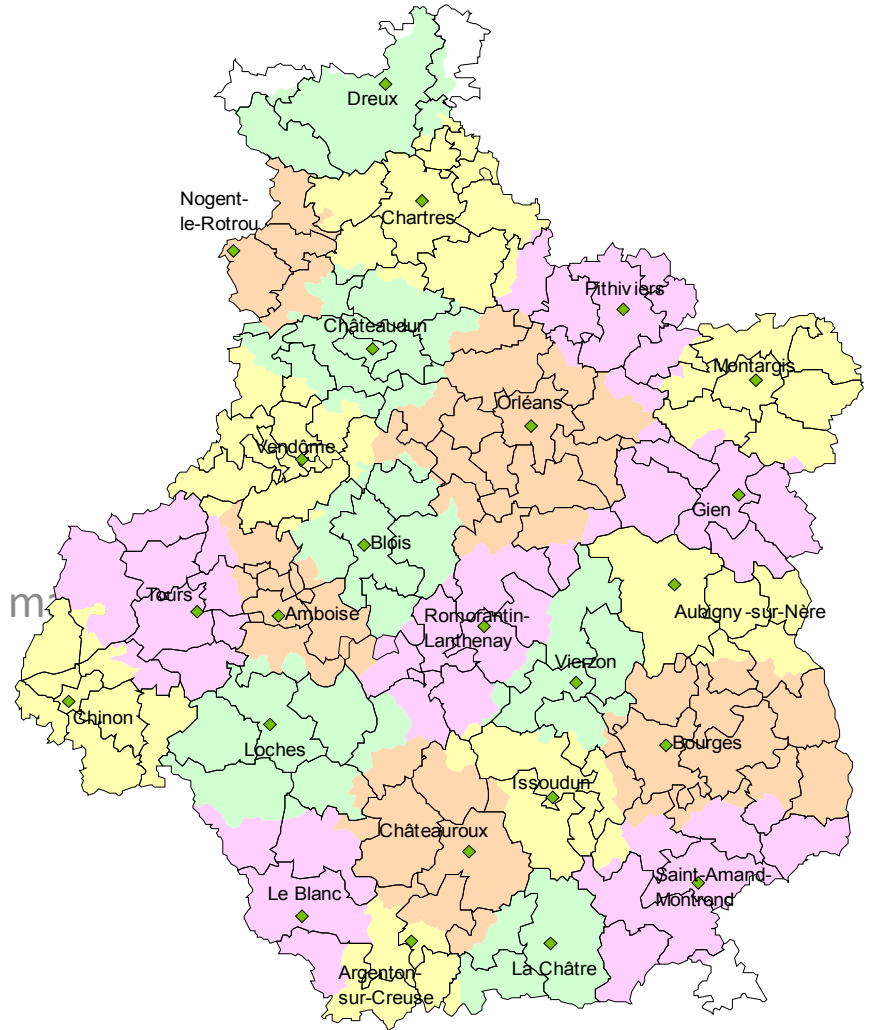 Dreux
Nogent-
le-Rotrou
Chartres
Pithiviers
Châteaudun
Montargis
Orléans
Vendôme
Gien
Blois
ma
Tours
Amboise
Romorantin-
Lanthenay
Aubigny-sur-Nère
Vierzon
Chinon
Loches
Bourges
Issoudun
Châteauroux
Saint-Amand-
Montrond
Le Blanc
La Châtre
Argenton-
sur-Creuse